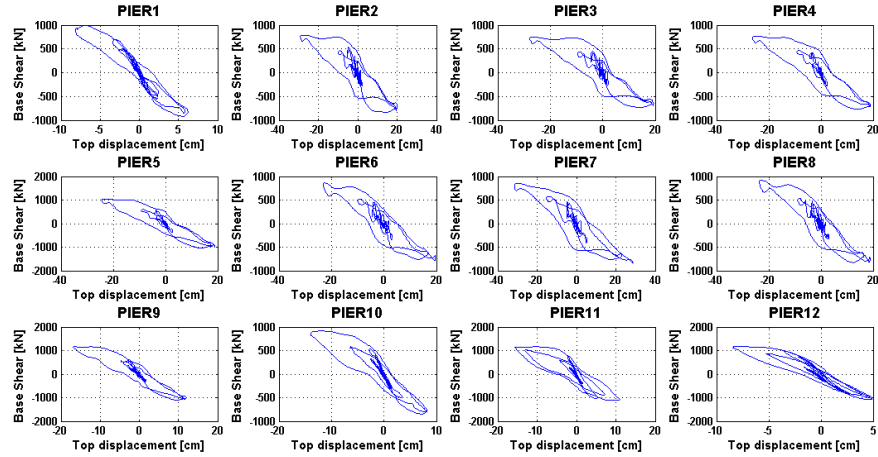 PIER1 PIER2 PIER3 PIER4
1000 1000 1000 1000
500 500 500 500
0 0 0 0
-500 -500 -500 -500
-1000 -1000 -1000 -1000
Base Shear [kN] Base Shear [kN] Base Shear [kN] Base Shear [kN]
-10 -5 0 5 10 -40 -20 0 20 40 -40 -20 0 20 -40 -20 0 20
Top displacement [cm] Top displacement [cm] Top displacement [cm] Top displacement [cm]
PIER5 PIER6 PIER7 PIER8
2000 1000 1000 1000
1000 500 500 500
0 0 0 0
-1000 -500 -500 -500
-2000 -1000 -1000 -1000
Base Shear [kN] Base Shear [kN] Base Shear [kN] Base Shear [kN]
-40 -20 0 20 -40 -20 0 20 -40 -20 0 20 40 -40 -20 0 20
Top displacement [cm] Top displacement [cm] Top displacement [cm] Top displacement [cm]
PIER9 PIER10 PIER11 PIER12
2000 1000 2000 2000
1000 500 1000 1000
0 0 0 0
-1000 -500 -1000 -1000
-2000 -1000 -2000 -2000
Base Shear [kN] Base Shear [kN] Base Shear [kN] Base Shear [kN]
-20 -10 0 10 20 -20 -10 0 10 -20 -10 0 10 20 -10 -5 0 5
Top displacement [cm] Top displacement [cm] Top displacement [cm] Top displacement [cm]